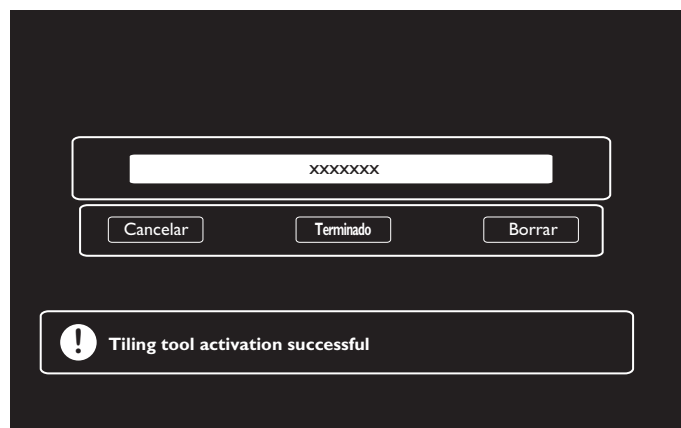 xxxxxxx
Cancelar Terminado Borrar
! Tiling tool activation successful